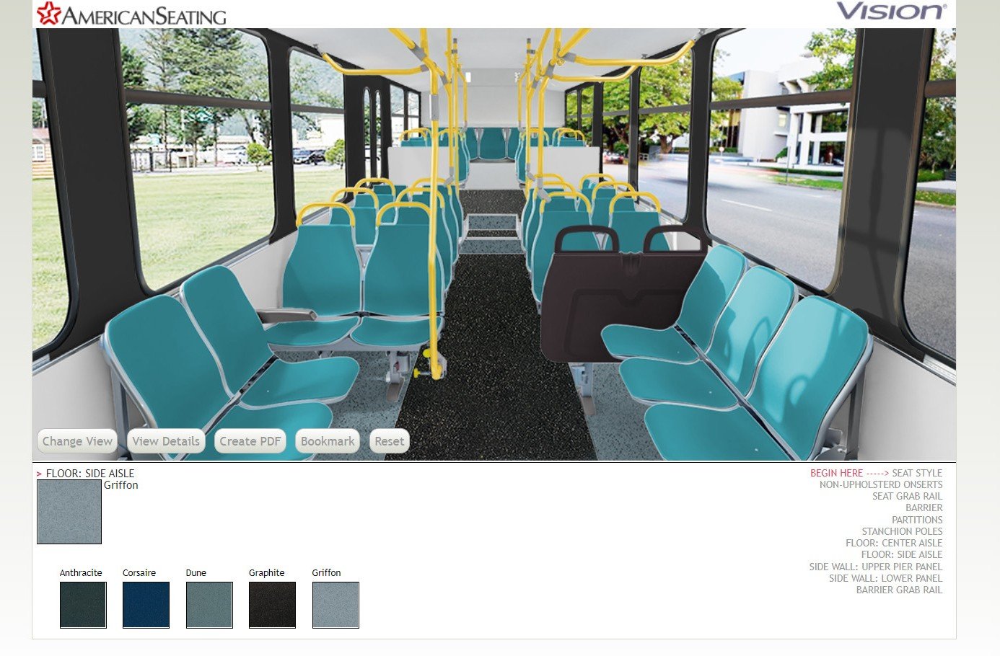 AMERICANSEATING
VISION®
Change View
View Details
Create PDF
Bookmark
Reset
> FLOOR: SIDE AISLE
Griffon
BEGIN HERE -----> SEAT STYLE
NON-UPHOLSTERD ONSERTS
SEAT GRAB RAIL
BARRIER
PARTITIONS
STANCHION POLES
FLOOR: CENTER AISLE
FLOOR: SIDE AISLE
SIDE WALL: UPPER PIER PANEL
SIDE WALL: LOWER PANEL
BARRIER GRAB RAIL
Anthracite
Corsaire
Dune
Graphite
Griffon